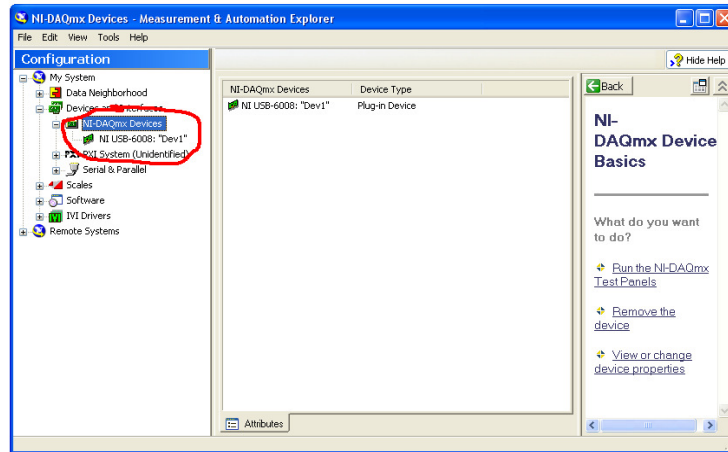 NI-DAQmx Devices - Measurement & Automation Explorer
File Edit View Tools Help
Configuration
Hide Help
My System
Data Neighborhood
Devices and Interfaces
NI-DAQmx Devices
NI USB-6008: "Dev1"
PXI PXI System (Unidentified)
Serial & Parallel
Scales
Software
IVI Drivers
Remote Systems
NI-DAQmx Devices Device Type
NI USB-6008: "Dev1" Plug-in Device
Attributes
Back
NI-
DAQmx Device
Basics
What do you want
to do?
Run the NI-DAQmx
Test Panels
Remove the
device
View or change
device properties